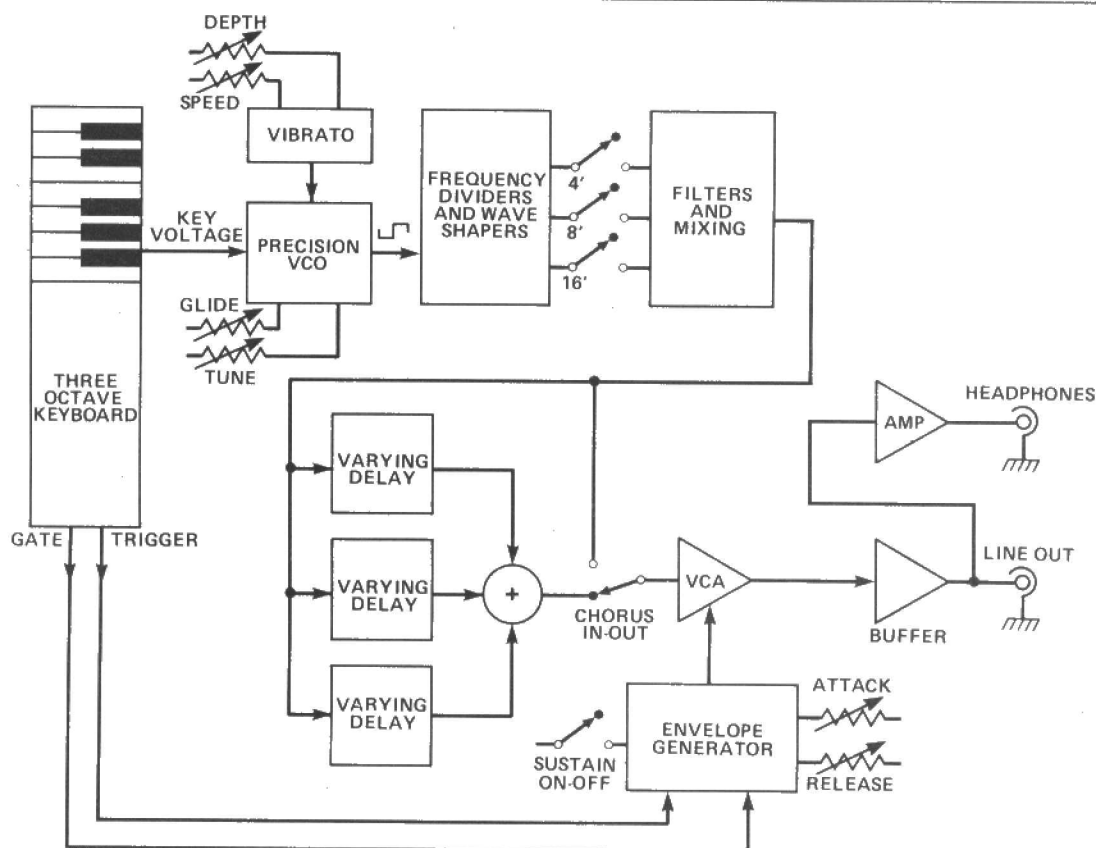 DEPTH
SPEED
VIBRATO
KEY
VOLTAGE
PRECISION
VCO
GLIDE
TUNE
FREQUENCY
DIVIDERS
AND WAVE
SHAPERS
4'
8'
16'
FILTERS
AND
MIXING
THREE
OCTAVE
KEYBOARD
GATE
TRIGGER
VARYING
DELAY
VARYING
DELAY
VARYING
DELAY
+
CHORUS
IN-OUT
VCA
BUFFER
AMP
HEADPHONES
LINE OUT
SUSTAIN
ON-OFF
ENVELOPE
GENERATOR
ATTACK
RELEASE